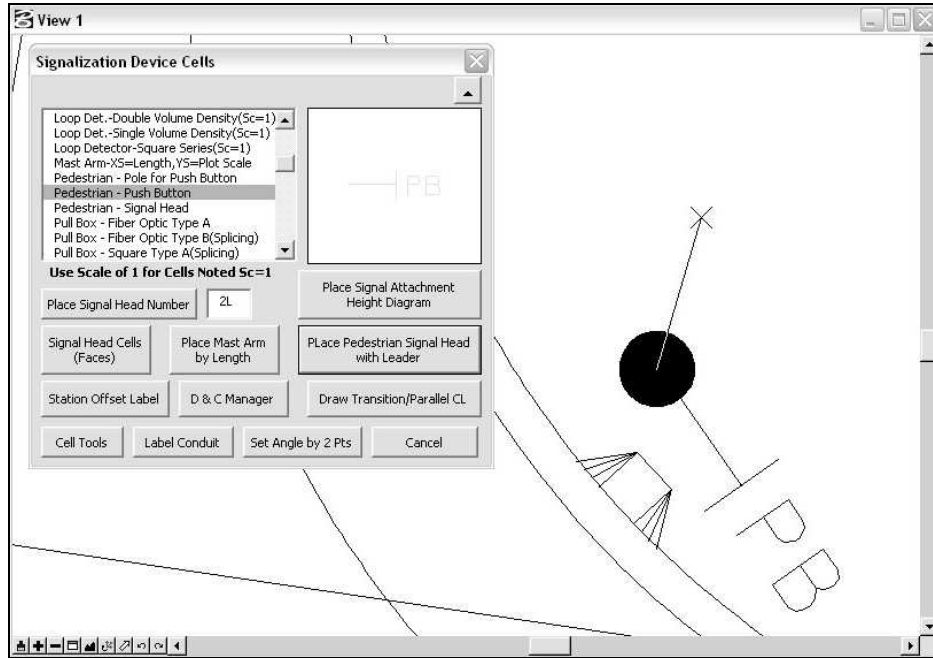 View 1
Signalization Device Cells
Loop Det.-Double Volume Density(Sc=1)
Loop Det.-Single Volume Density(Sc=1)
Loop Detector-Square Series(Sc=1)
Mast Arm-XS=Length,YS=Plot Scale
Pedestrian - Pole for Push Button
Pedestrian - Push Button
Pedestrian - Signal Head
Pull Box - Fiber Optic Type A
Pull Box - Fiber Optic Type B(Splicing)
Pull Box - Square Type A(Splicing)
PB
Use Scale of 1 for Cells Noted Sc=1
Place Signal Head Number
2L
Place Signal Attachment
Height Diagram
Signal Head Cells
(Faces)
Place Mast Arm
by Length
PLace Pedestrian Signal Head
with Leader
Station Offset Label
D & C Manager
Draw Transition/Parallel CL
Cell Tools
Label Conduit
Set Angle by 2 Pts
Cancel
PB